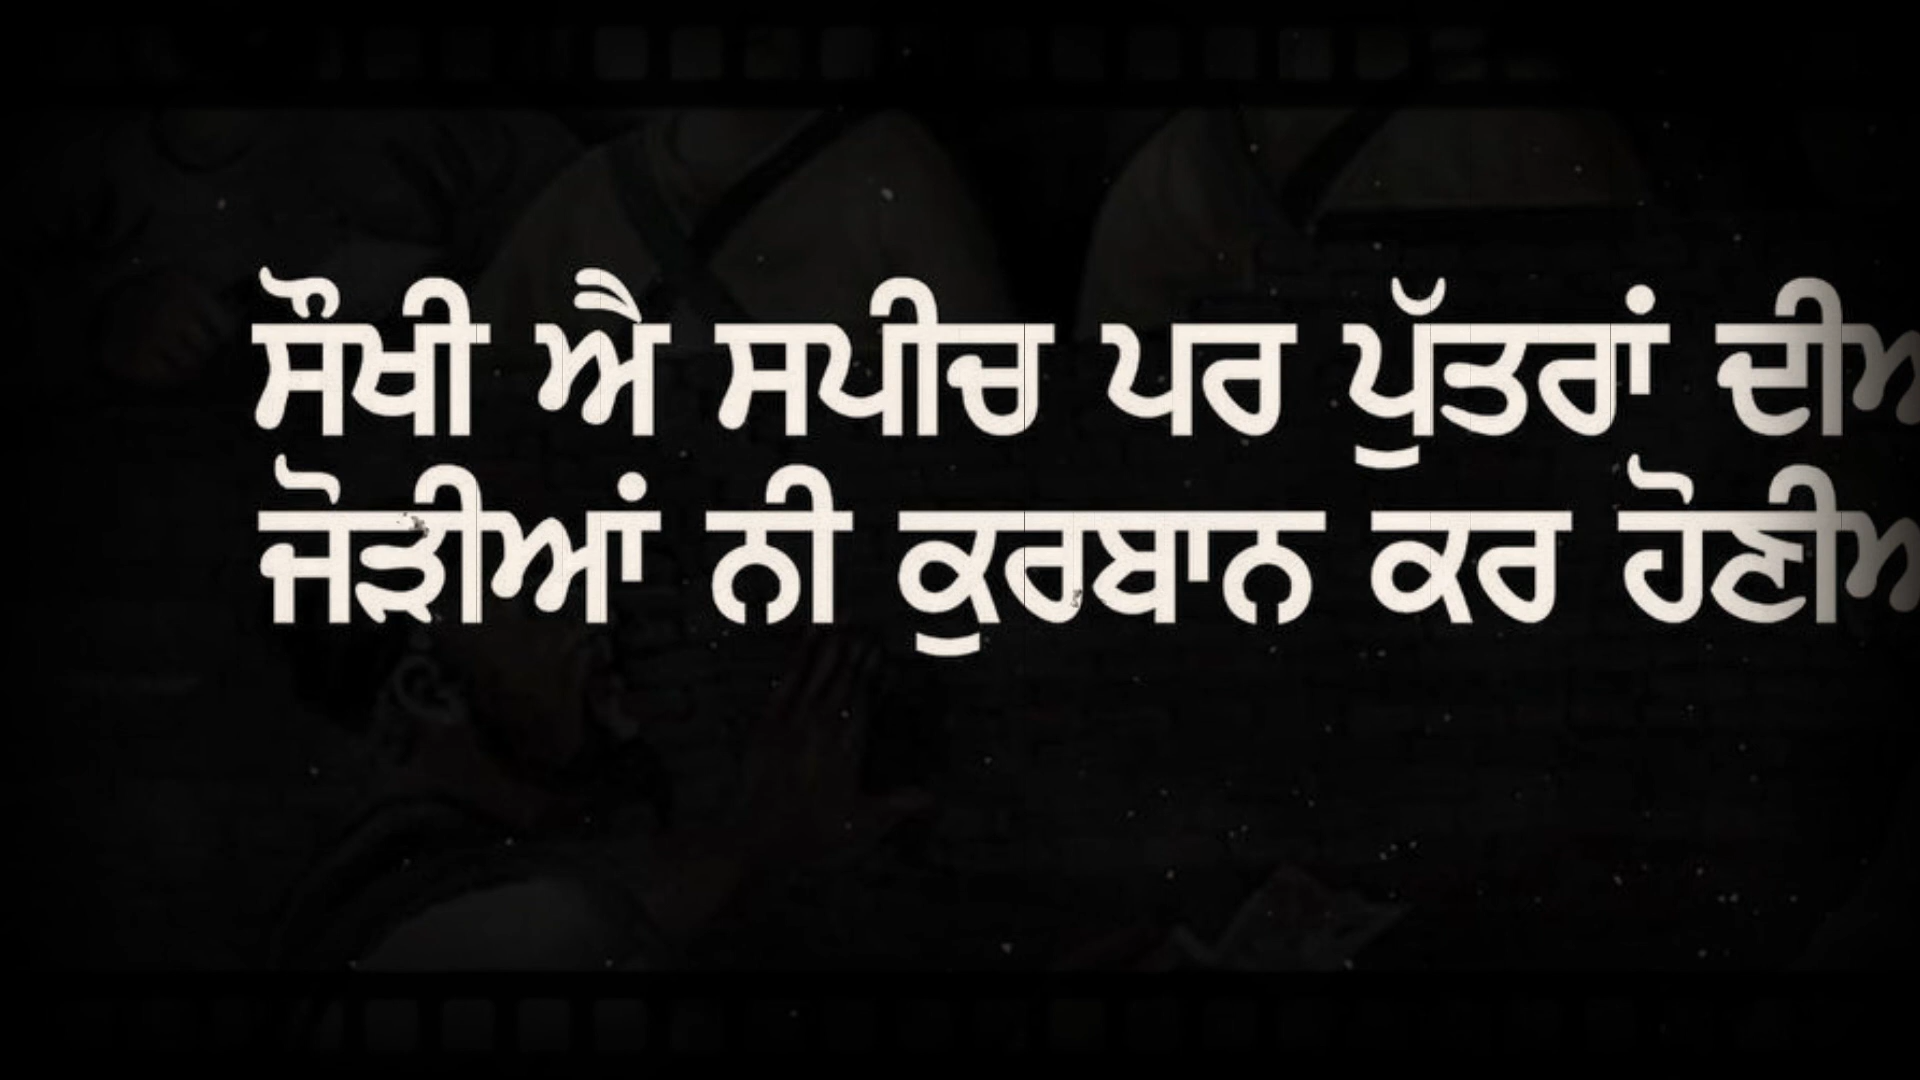 ਸੌਖੀ ਐ ਸਪੀਚ ਪਰ ਪੁੱਤਰਾਂ ਦੀਅ
ਜੋੜੀਆਂ ਨੀ ਕੁਰਬਾਨ ਕਰ ਹੋਣੀਅ